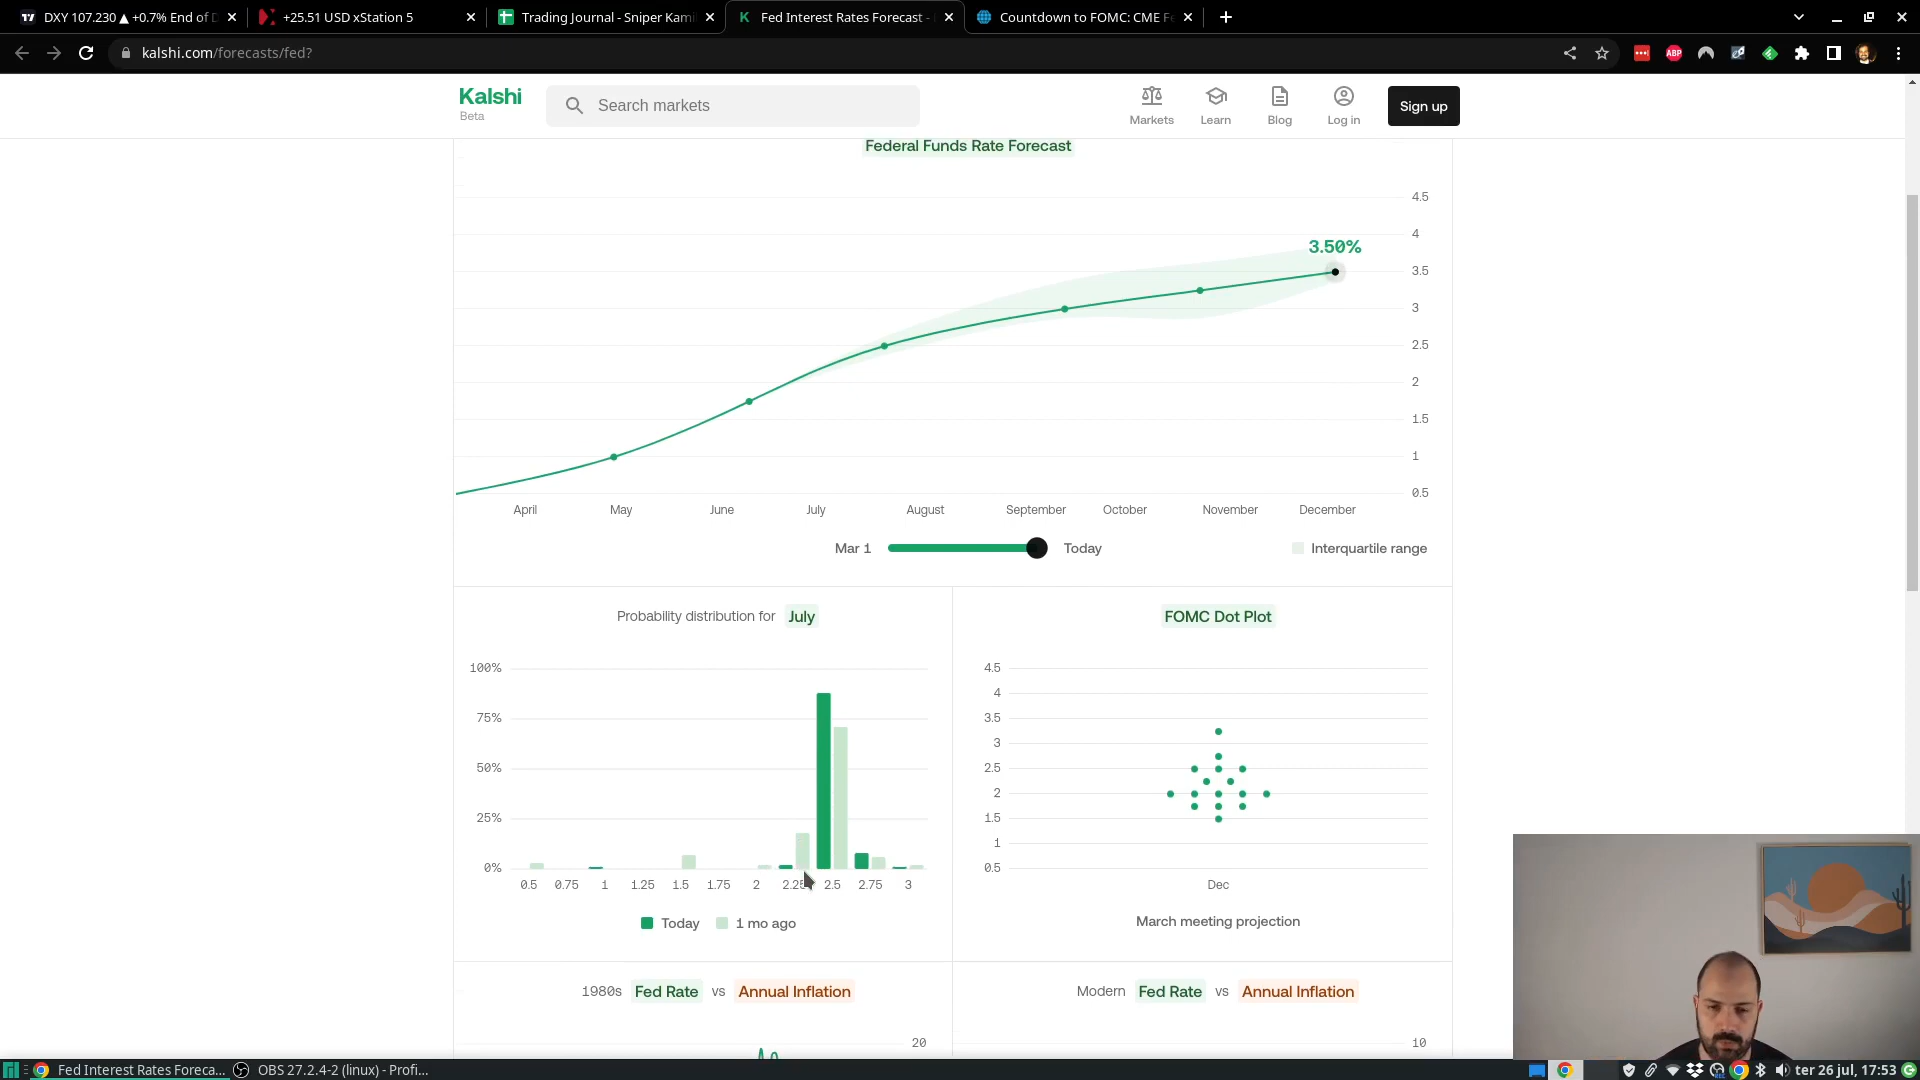 DXY 107.230 ▲ +0.7% End of D
+25.51 USD xStation 5
Trading Journal - Sniper Kami
Fed Interest Rates Forecast -
Countdown to FOMC: CME Fe
kalshi.com/forecasts/fed?
ABP
Kalshi
Beta
Search markets
Markets
Learn
Blog
Log in
Sign up
Federal Funds Rate Forecast
4.5
3.50%
4
3.5
3
2.5
2
1.5
1
0.5
April May June July August September October November December
Mar 1
Today
Interquartile range
Probability distribution for July
100%
75%
50%
25%
0%
0.5 0.75 1 1.25 1.5 1.75 2 2.25 2.5 2.75 3
Today
1 mo ago
FOMC Dot Plot
4.5
4
3.5
3
2.5
2
1.5
1
0.5
Dec
March meeting projection
1980s Fed Rate vs Annual Inflation
20
Modern Fed Rate vs Annual Inflation
10
Fed Interest Rates Foreca...
OBS 27.2.4-2 (linux) - Profi...
ter 26 jul, 17:53